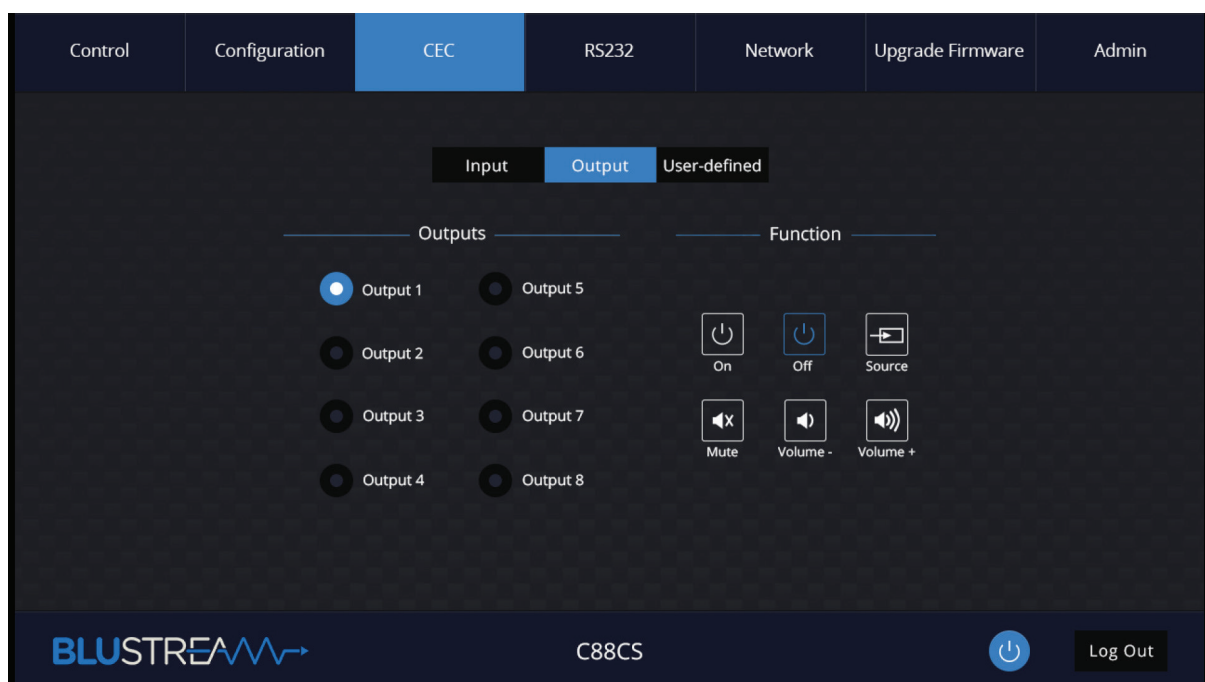 Control Configuration CEC RS232 Network Upgrade Firmware Admin
Input Output User-defined
Outputs Function
Output 1 Output 5
Output 2 Output 6
On Off Source
Output 3 Output 7
Mute Volume - Volume +
Output 4 Output 8
BLUSTREAM C88CS Log Out